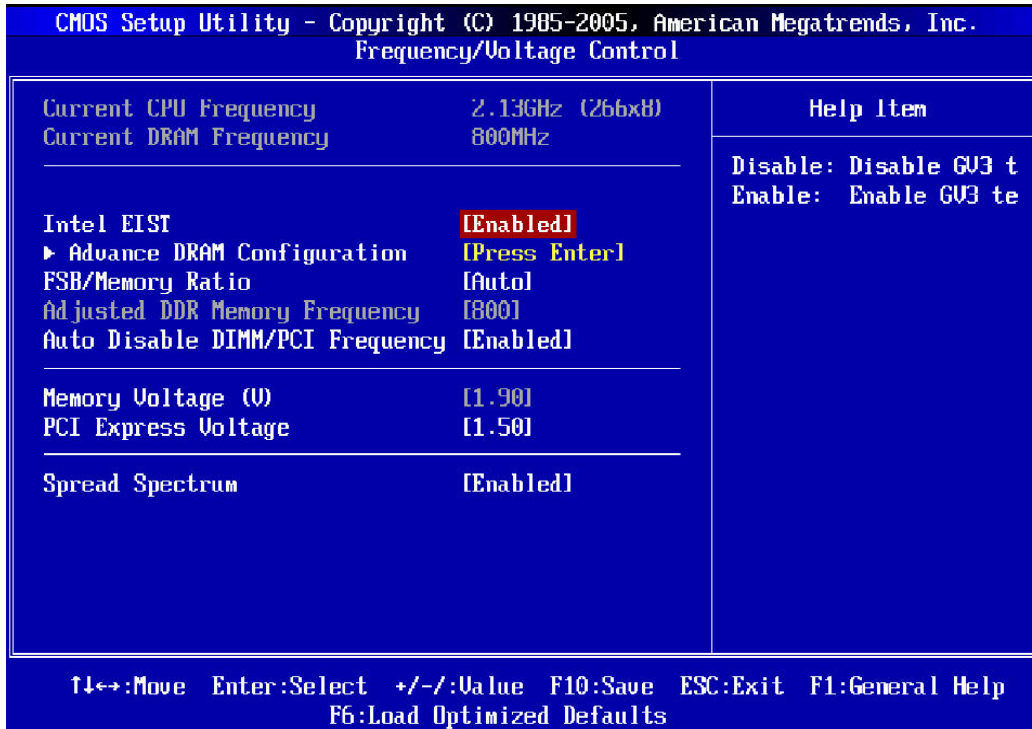 CMOS Setup Utility - Copyright (C) 1985-2005, American Megatrends, Inc.
Frequency/Voltage Control
Current CPU Frequency 2.13GHz (266x8)
Current DRAM Frequency 800MHz
Intel EIST [Enabled]
▶ Advance DRAM Configuration [Press Enter]
FSB/Memory Ratio [Auto]
Adjusted DDR Memory Frequency [800]
Auto Disable DIMM/PCI Frequency [Enabled]
Memory Voltage (V) [1.90]
PCI Express Voltage [1.50]
Spread Spectrum [Enabled]
Help Item
Disable: Disable GV3 t
Enable: Enable GV3 te
↑↓←→:Move Enter:Select +/-/:Value F10:Save ESC:Exit F1:General Help
F6:Load Optimized Defaults